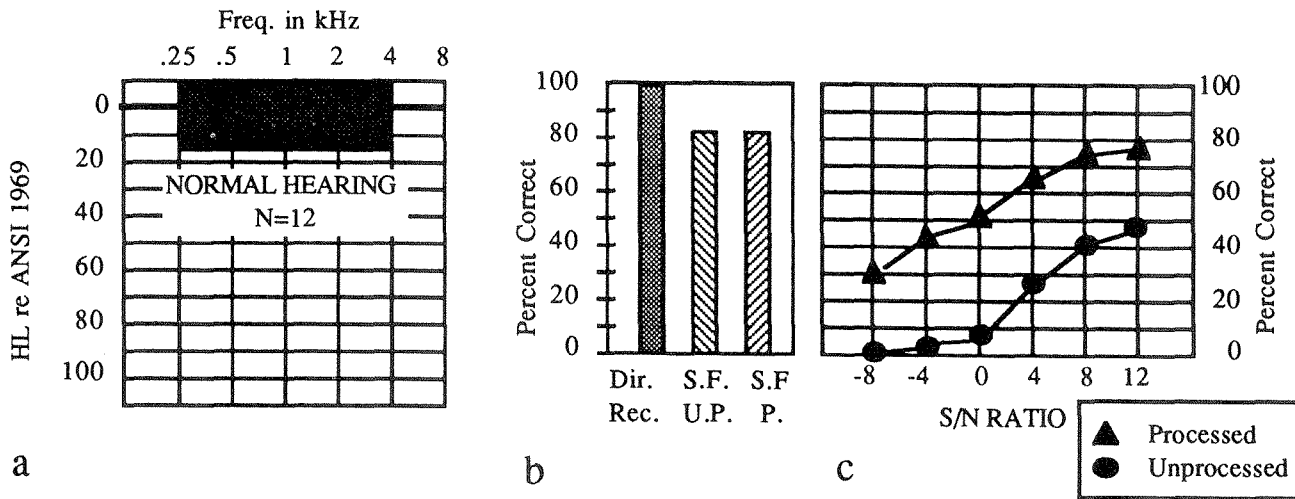 Freq. in kHz
.25 .5 1 2 4 8
HL re ANSI 1969
0
20
40
60
80
100
NORMAL HEARING
N=12
a
Percent Correct
100
80
60
40
20
0
Dir. S.F. S.F
Rec. U.P. P.
b
100
80
60
40
20
0
Percent Correct
-8 -4 0 4 8 12
S/N RATIO
c
Processed
Unprocessed